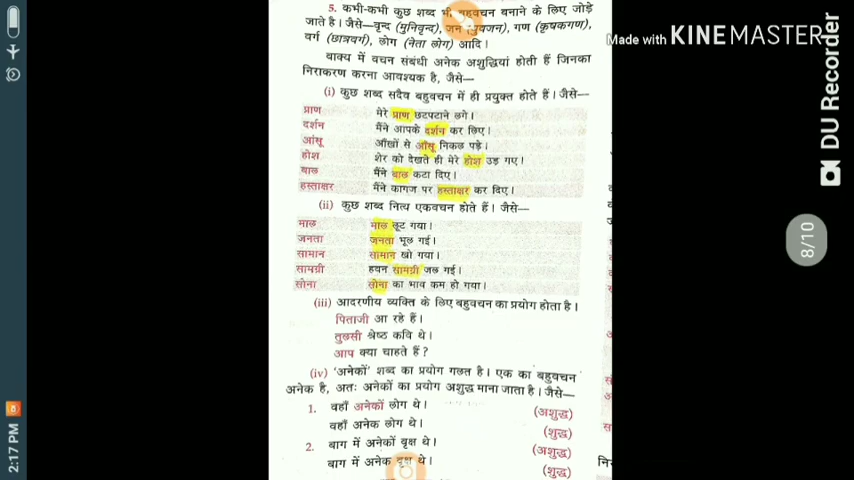 5. कभी-कभी कुछ शब्द भी बहुवचन बनाने के लिए जोड़े
जाते है। जैसे—वृन्द (मुनिवृन्द), जन (युवजन), गण (कृषकगण),
वर्ग (छात्रवर्ग), लोग (नेता लोग) आदि।
वाक्य में वचन संबंधी अनेक अशुद्धियां होती हैं जिनका
निराकरण करना आवश्यक है, जैसे—
(i) कुछ शब्द सदैव बहुवचन में ही प्रयुक्त होते हैं। जैसे—
प्राण मेरे प्राण छटपटाने लगे।
दर्शन मैंने आपके दर्शन कर लिए।
आंसू आँखों से आँसू निकल पड़े।
होश शेर को देखते ही मेरे होश उड़ गए।
बाल मैंने बाल कटा दिए।
हस्ताक्षर मैंने कागज पर हस्ताक्षर कर दिए।
(ii) कुछ शब्द नित्य एकवचन होते हैं। जैसे—
माल माल लूट गया।
जनता जनता भूल गई।
सामान सामान खो गया।
सामग्री हवन सामग्री जल गई।
सोना सोना का भाव कम हो गया।
(iii) आदरणीय व्यक्ति के लिए बहुवचन का प्रयोग होता है।
पिताजी आ रहे हैं।
तुलसी श्रेष्ठ कवि थे।
आप क्या चाहते हैं?
(iv) 'अनेकों' शब्द का प्रयोग गलत है। एक का बहुवचन
अनेक है, अतः अनेकों का प्रयोग अशुद्ध माना जाता है। जैसे—
1. वहाँ अनेकों लोग थे। (अशुद्ध)
वहाँ अनेक लोग थे। (शुद्ध)
2. बाग में अनेकों वृक्ष थे। (अशुद्ध)
बाग में अनेक वृक्ष थे। (शुद्ध)
Made with KINEMASTER
DU Recorder
8/10
2:17 PM